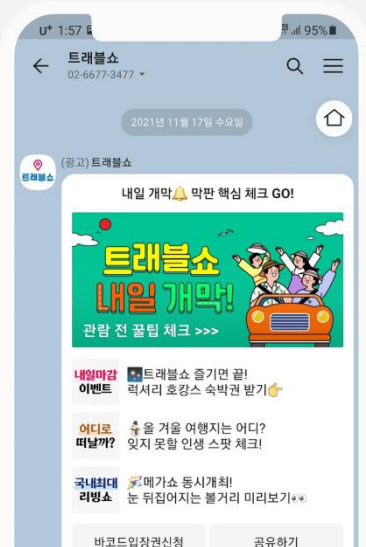 U+ 1:57 95%
트래블쇼
02-6677-3477
2021년 11월 17일 수요일
트래블쇼
(광고) 트래블쇼
내일 개막🔔 막판 핵심 체크 GO!
트래블쇼
내일 개막!
관람 전 꿀팁 체크 >>>
내일마감
이벤트
🎇트래블쇼 즐기면 끝!
럭셔리 호캉스 숙박권 받기👉
어디로
떠날까?
⛄올 겨울 여행지는 어디?
잊지 못할 인생 스팟 체크!
국내최대
리빙쇼
🎉메가쇼 동시개최!
눈 뒤집어지는 볼거리 미리보기👀
바코드입장권신청
공유하기